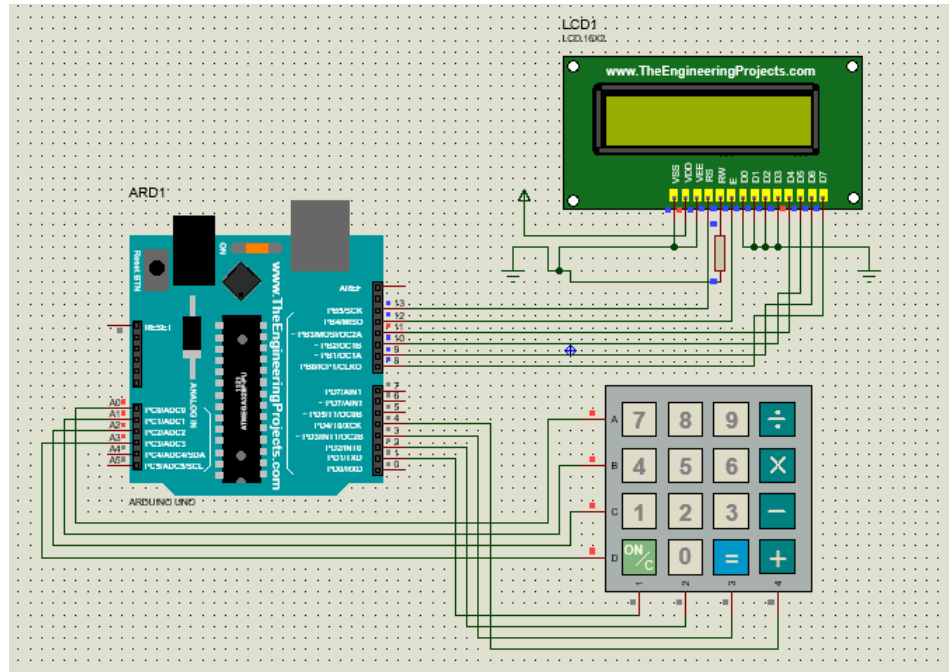 LCD1
LCD 16X2
www.TheEngineeringProjects.com
VSS
VDD
VEE
RS
RW
E
D0
D1
D2
D3
D4
D5
D6
D7
ARD1
ON
Reset BTN
www.TheEngineeringProjects.com
AREF
RESET
PB5/SCK
13
PB4/MISO
12
~ PB3/MOSI/OC2A
11
~ PB2/OC1B
10
~ PB1/OC1A
9
PB0/ICP1/CLKO
8
ANALOG IN
PD7/AIN1
7
~ PD7/AIN1
6
~ PD5/T1/OC0B
5
PD4/T0/XCK
4
~ PD3/INT1/OC2B
3
PD2/INT0
2
PD1/TXD
1
PD0/RXD
0
A0
PC0/ADC0
A1
PC1/ADC1
A2
PC2/ADC2
A3
PC3/ADC3
A4
PC4/ADC4/SDA
A5
PC5/ADC5/SCL
ARDUINO UNO
A 7 8 9 ÷
B 4 5 6 ×
C 1 2 3 −
D ON/C 0 = +
1 2 3 4